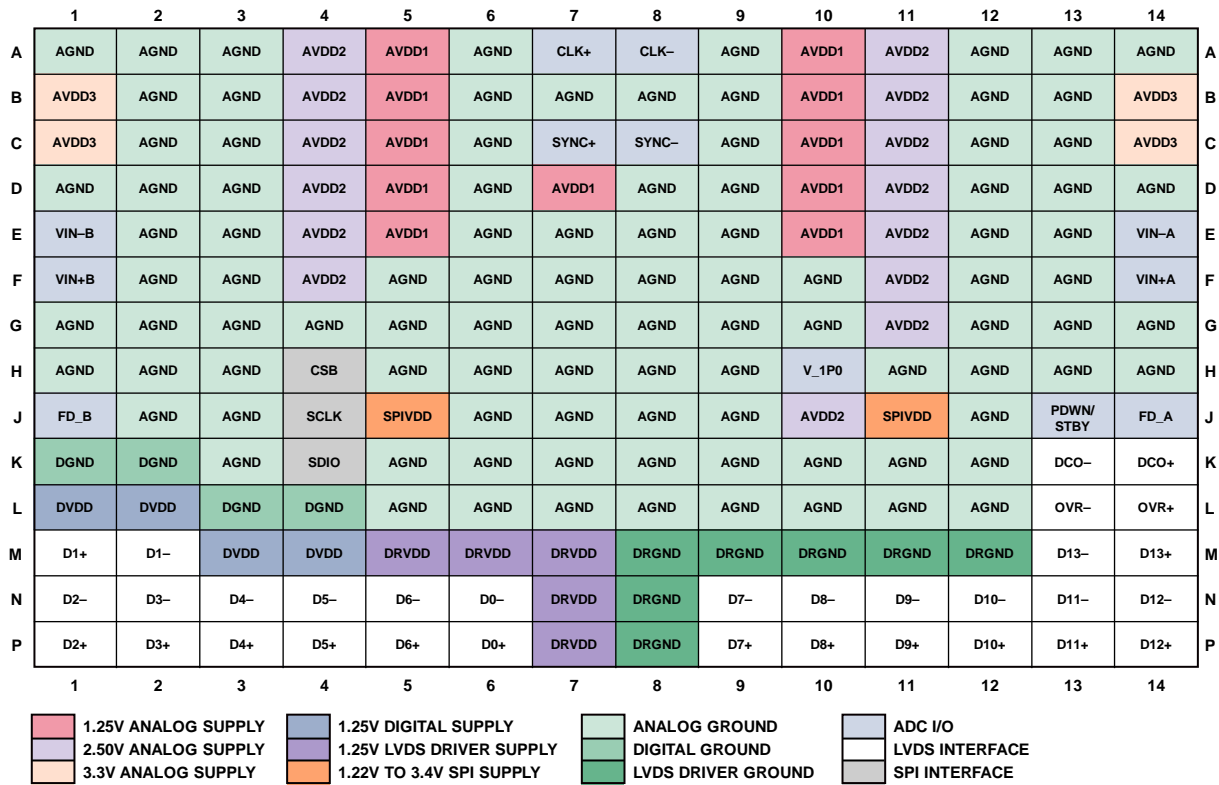 1 2 3 4 5 6 7 8 9 10 11 12 13 14
A AGND AGND AGND AVDD2 AVDD1 AGND CLK+ CLK– AGND AVDD1 AVDD2 AGND AGND AGND A
B AVDD3 AGND AGND AVDD2 AVDD1 AGND AGND AGND AGND AVDD1 AVDD2 AGND AGND AVDD3 B
C AVDD3 AGND AGND AVDD2 AVDD1 AGND SYNC+ SYNC– AGND AVDD1 AVDD2 AGND AGND AVDD3 C
D AGND AGND AGND AVDD2 AVDD1 AGND AVDD1 AGND AGND AVDD1 AVDD2 AGND AGND AGND D
E VIN–B AGND AGND AVDD2 AVDD1 AGND AGND AGND AGND AVDD1 AVDD2 AGND AGND VIN–A E
F VIN+B AGND AGND AVDD2 AGND AGND AGND AGND AGND AGND AVDD2 AGND AGND VIN+A F
G AGND AGND AGND AGND AGND AGND AGND AGND AGND AGND AVDD2 AGND AGND AGND G
H AGND AGND AGND CSB AGND AGND AGND AGND AGND V_1P0 AGND AGND AGND AGND H
J FD_B AGND AGND SCLK SPIVDD AGND AGND AGND AGND AVDD2 SPIVDD AGND PDWN/ STBY FD_A J
K DGND DGND AGND SDIO AGND AGND AGND AGND AGND AGND AGND AGND DCO– DCO+ K
L DVDD DVDD DGND DGND AGND AGND AGND AGND AGND AGND AGND AGND OVR– OVR+ L
M D1+ D1– DVDD DVDD DRVDD DRVDD DRVDD DRGND DRGND DRGND DRGND DRGND D13– D13+ M
N D2– D3– D4– D5– D6– D0– DRVDD DRGND D7– D8– D9– D10– D11– D12– N
P D2+ D3+ D4+ D5+ D6+ D0+ DRVDD DRGND D7+ D8+ D9+ D10+ D11+ D12+ P
1 2 3 4 5 6 7 8 9 10 11 12 13 14
1.25V ANALOG SUPPLY 1.25V DIGITAL SUPPLY ANALOG GROUND ADC I/O
2.50V ANALOG SUPPLY 1.25V LVDS DRIVER SUPPLY DIGITAL GROUND LVDS INTERFACE
3.3V ANALOG SUPPLY 1.22V TO 3.4V SPI SUPPLY LVDS DRIVER GROUND SPI INTERFACE